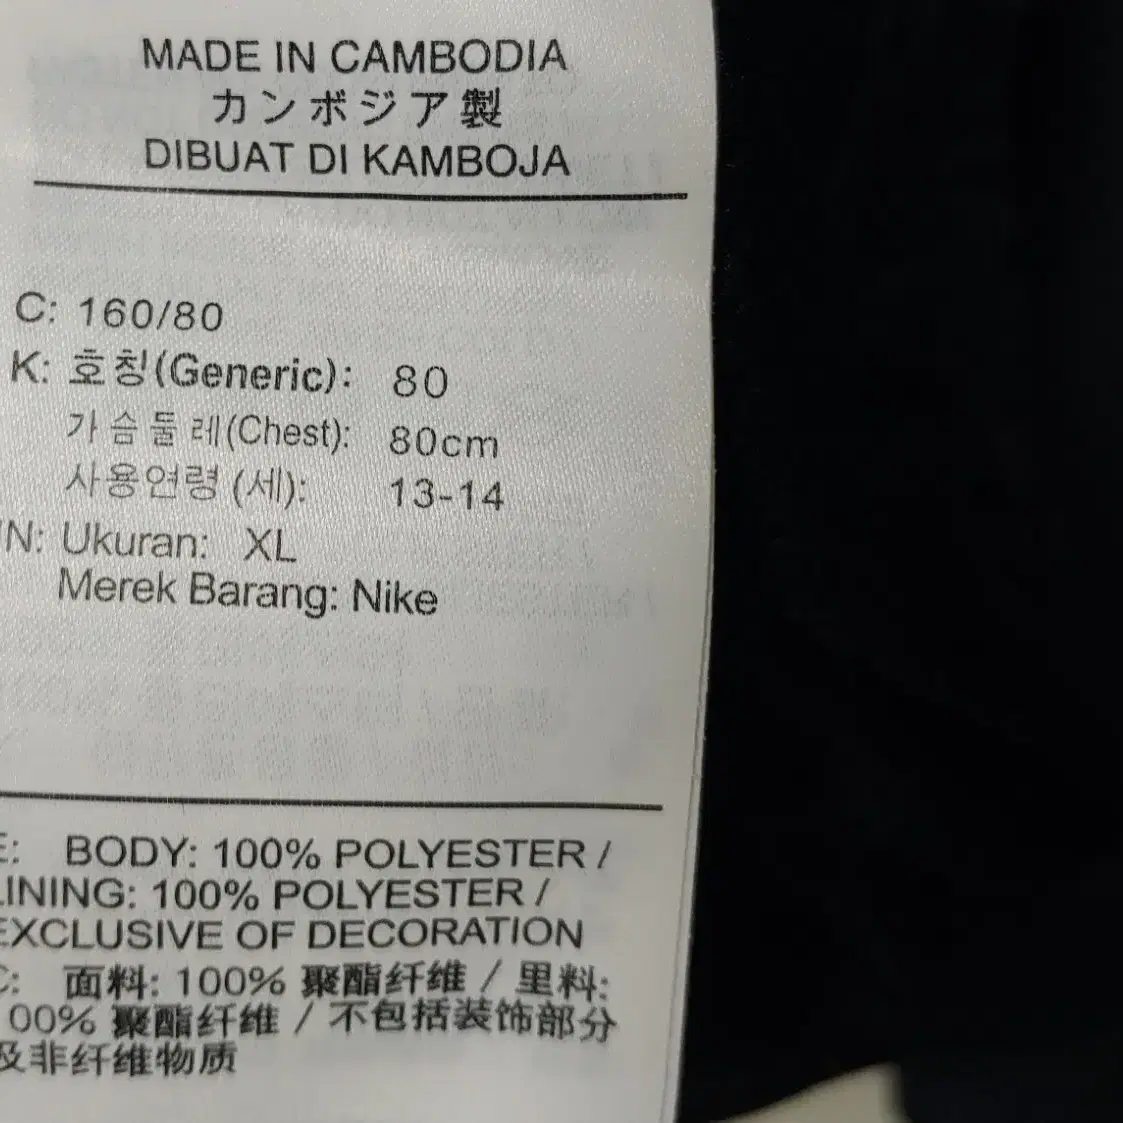 MADE IN CAMBODIA
カンボジア製
DIBUAT DI KAMBOJA
C: 160/80
K: 호칭(Generic): 80
가슴둘레(Chest): 80cm
사용연령 (세): 13-14
N: Ukuran: XL
Merek Barang: Nike
E: BODY: 100% POLYESTER /
LINING: 100% POLYESTER /
EXCLUSIVE OF DECORATION
C: 面料: 100% 聚酯纤维 / 里料:
00% 聚酯纤维 / 不包括装饰部分
及非纤维物质